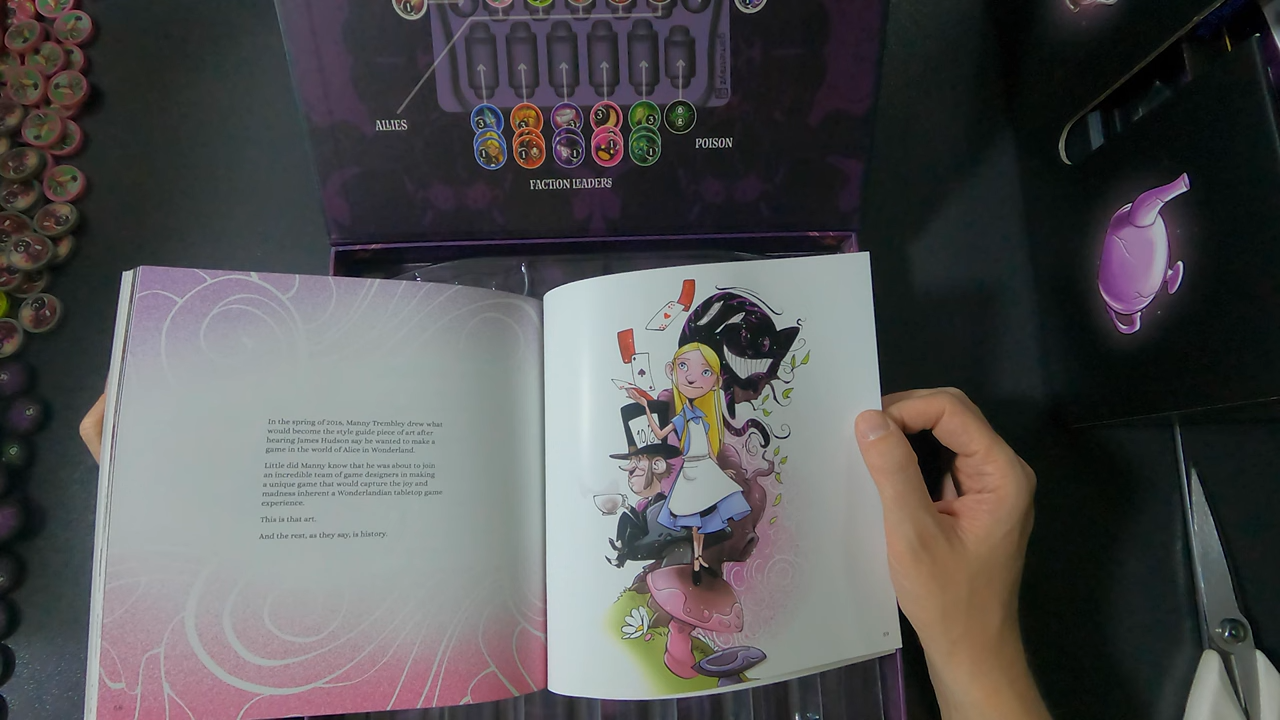 ALLIES
POISON
FACTION LEADERS
In the spring of 2016, Manny Trembley drew what
would become the style guide piece of art after
hearing James Hudson say he wanted to make a
game in the world of Alice in Wonderland.
Little did Manny know that he was about to join
an incredible team of game designers in making
a unique game that would capture the joy and
madness inherent a Wonderlandian tabletop game
experience.
This is that art.
And the rest, as they say, is history.